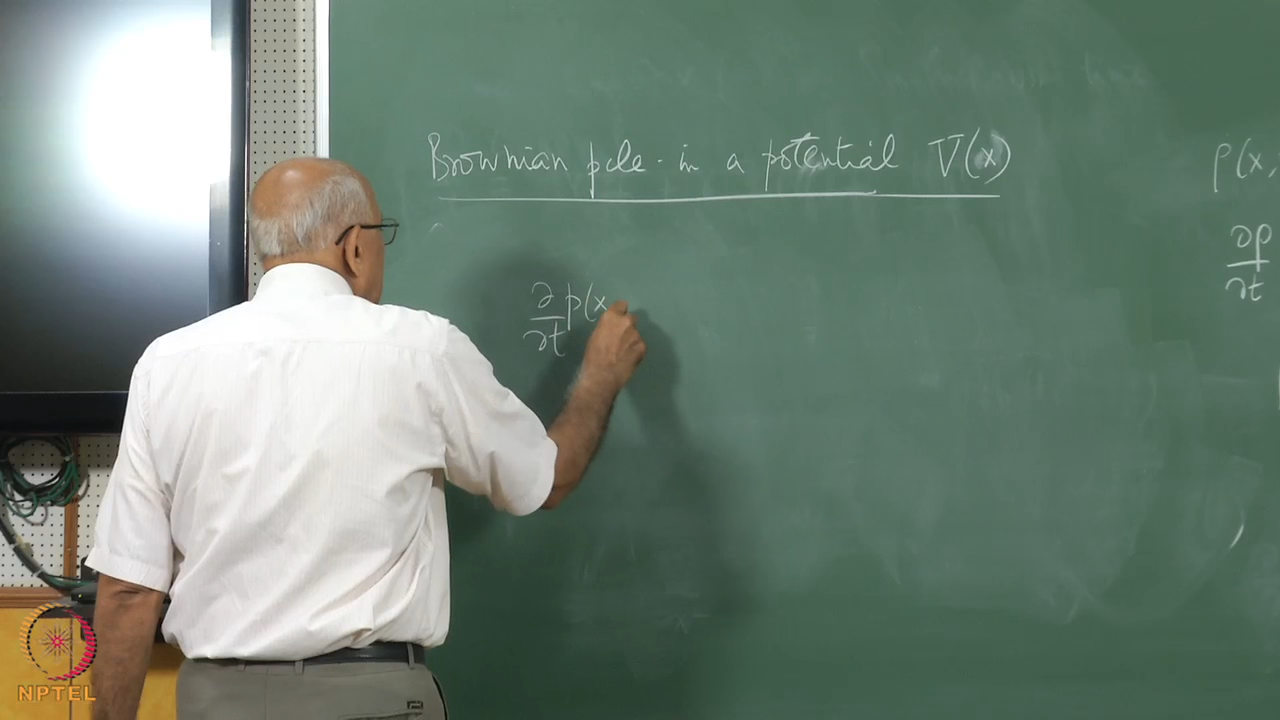 Brownian pcle. in a potential V(x)
∂/∂t p(x
ρ(x,
∂ρ/∂t
NPTEL